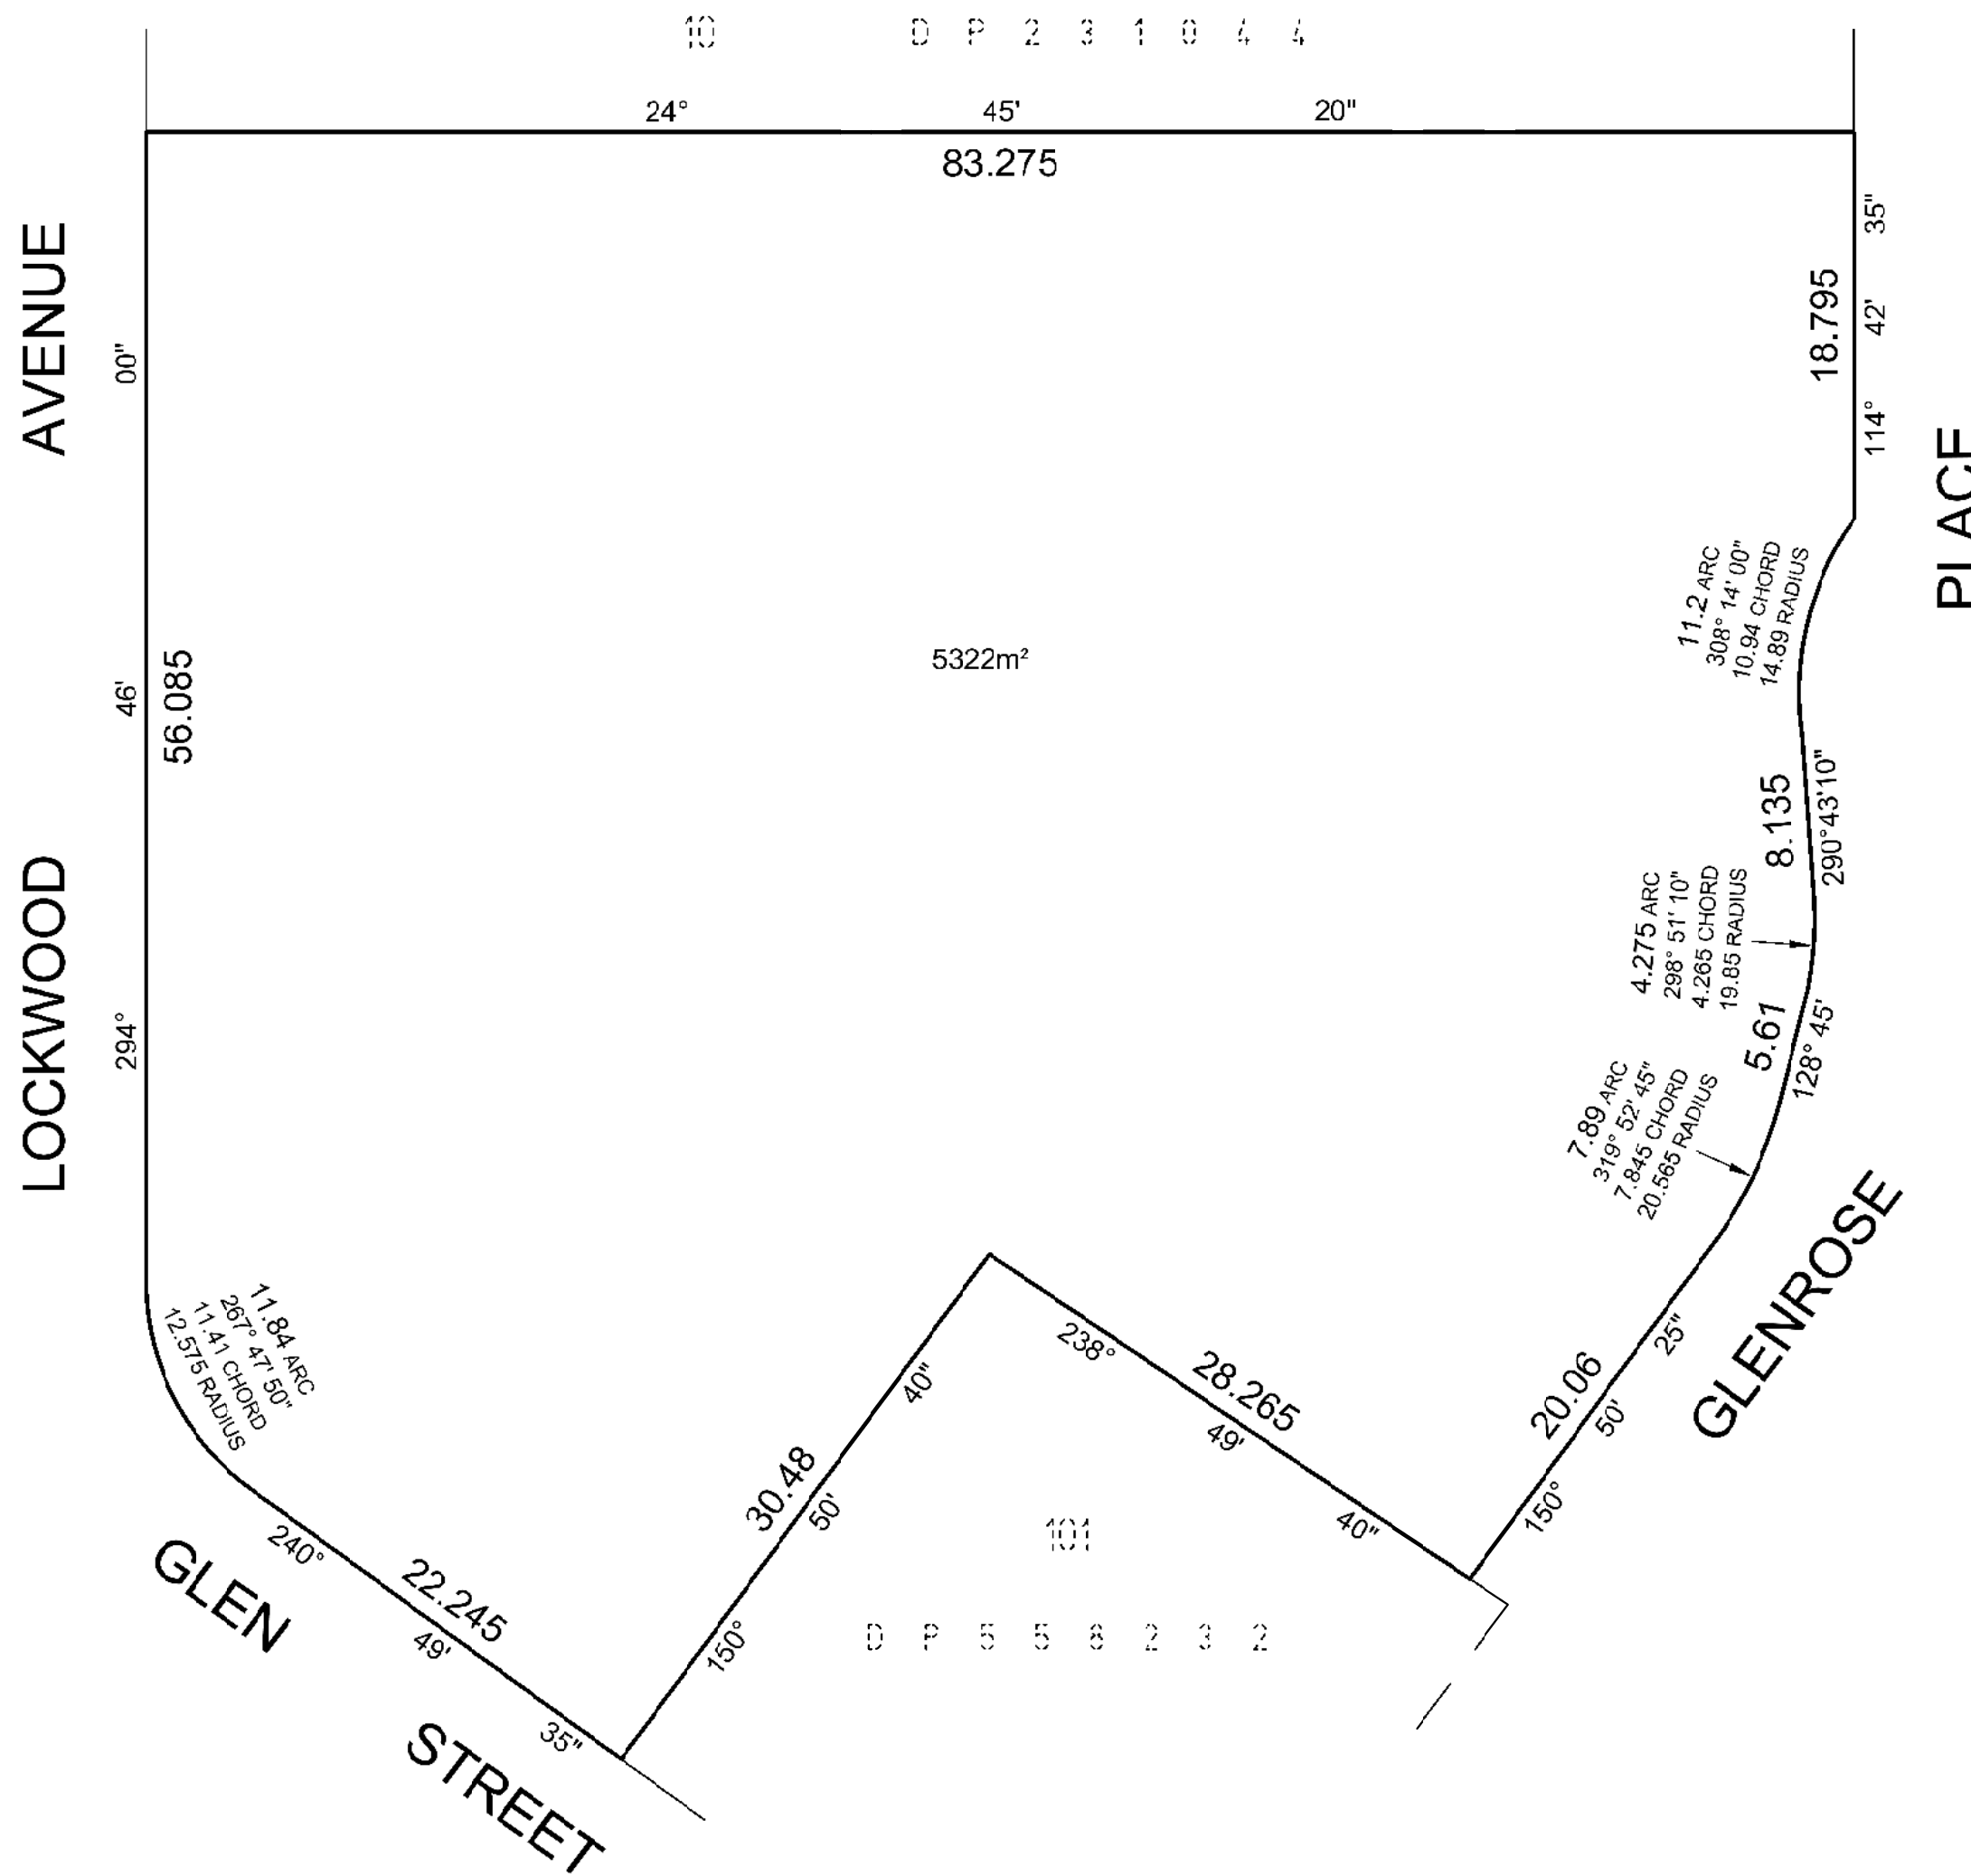 10 DP231044
24° 45' 20"
83.275
LOCKWOOD AVENUE
294° 46' 00"
56.085
114° 42' 35"
18.795
PLACE
11.2 ARC
308° 14' 00"
10.94 CHORD
14.89 RADIUS
5322m²
8.135
290°43'10"
4.275 ARC
298° 51' 10"
4.265 CHORD
19.85 RADIUS
5.61
128° 45'
7.89 ARC
319° 52' 45"
7.845 CHORD
20.565 RADIUS
GLENROSE
20.06
150° 50' 25"
28.265
238° 49' 40"
30.48
150° 50' 40"
101
11.84 ARC
267° 47' 50"
11.41 CHORD
12.575 RADIUS
22.245
240° 49' 35"
GLEN STREET